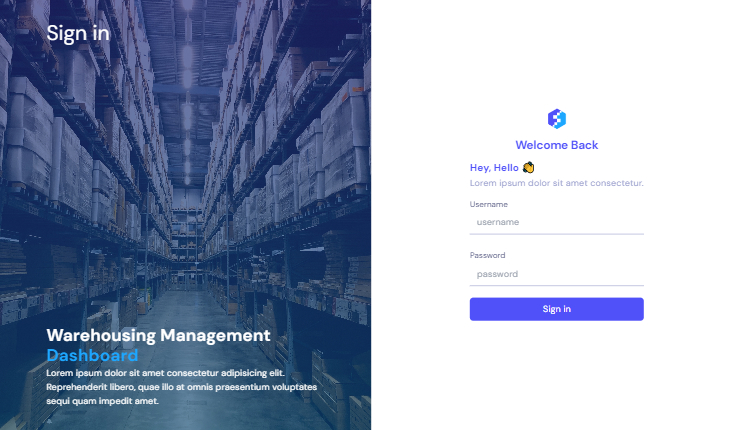 Sign in
Warehousing Management
Dashboard
Lorem ipsum dolor sit amet consectetur adipisicing elit.
Reprehenderit libero, quae illo at omnis praesentium voluptates
sequi quam impedit amet.
Welcome Back
Hey, Hello 👏
Lorem ipsum dolor sit amet consectetur.
Username
username
Password
password
Sign in